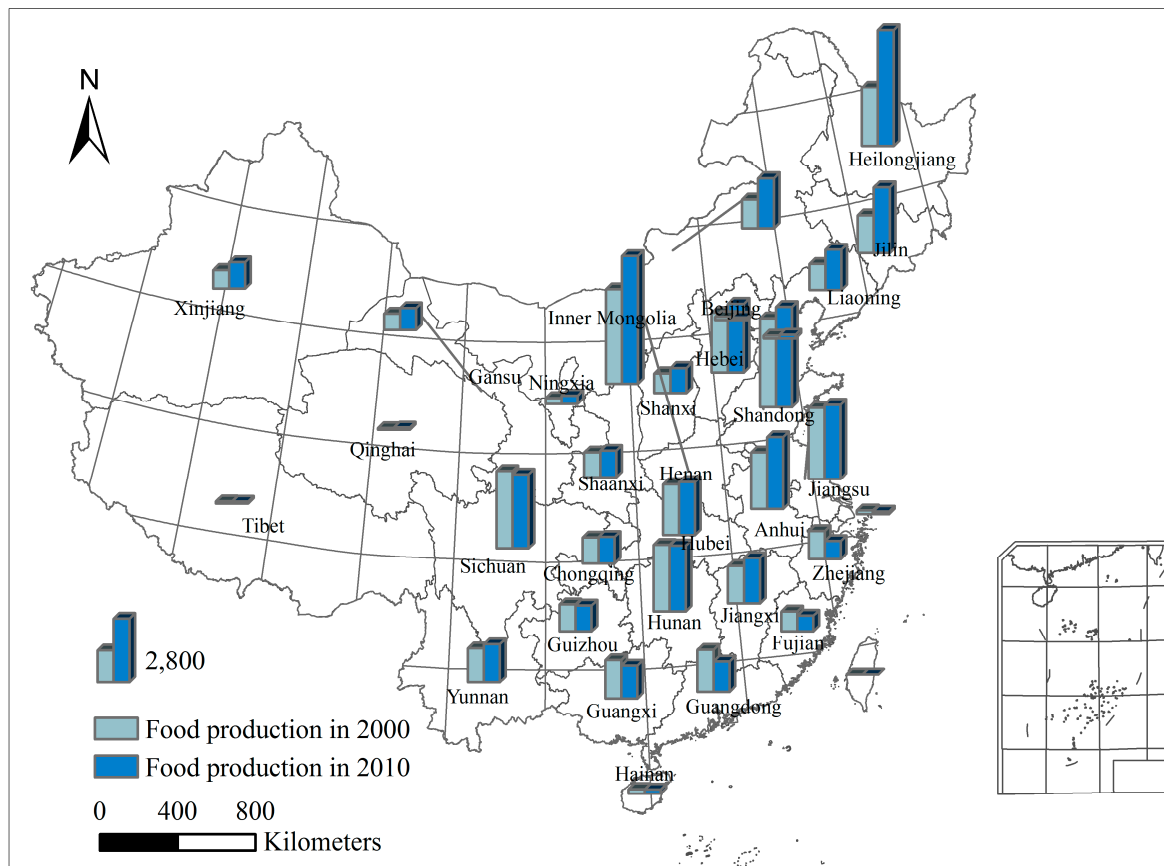 N
Heilongjiang
Jilin
Liaoning
Xinjiang
Inner Mongolia
Beijing
Hebei
Gansu
Ningxia
Shanxi
Shandong
Qinghai
Shaanxi
Henan
Jiangsu
Tibet
Sichuan
Chongqing
Hubei
Anhui
Zhejiang
Guizhou
Hunan
Jiangxi
Fujian
2,800
Yunnan
Guangxi
Guangdong
Food production in 2000
Food production in 2010
Hainan
0 400 800
Kilometers